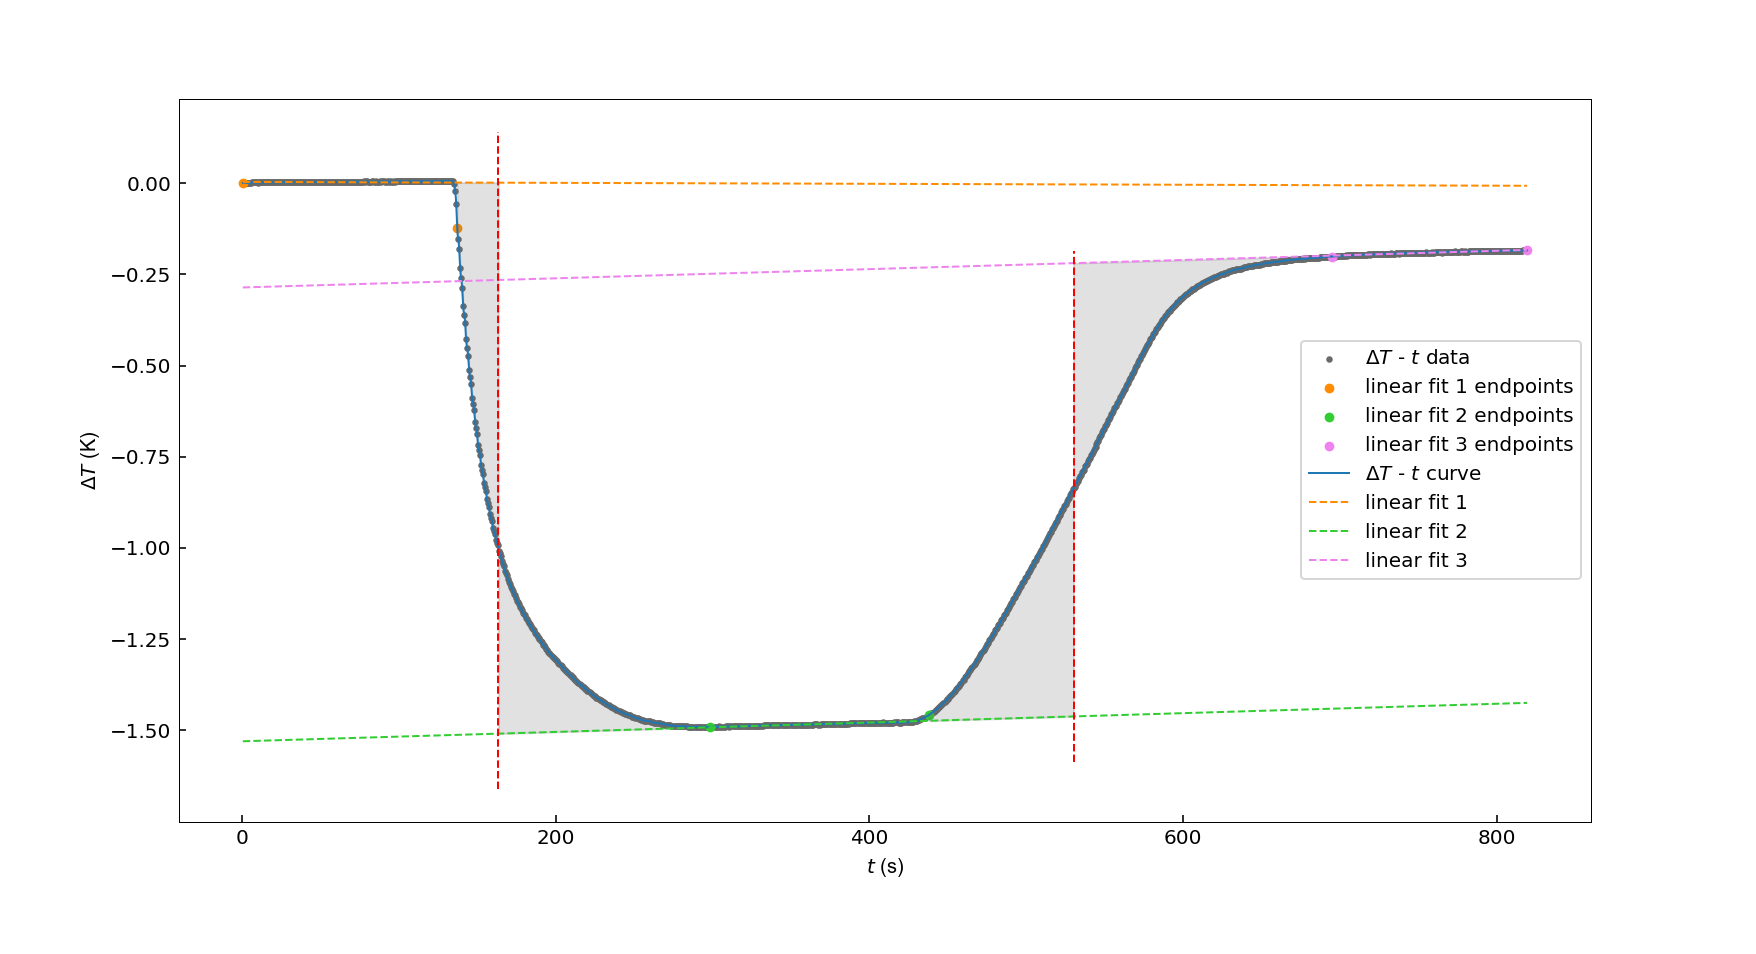 0.00
−0.25
−0.50
−0.75
−1.00
−1.25
−1.50
ΔT (K)
0 200 400 600 800
t (s)
ΔT - t data
linear fit 1 endpoints
linear fit 2 endpoints
linear fit 3 endpoints
ΔT - t curve
linear fit 1
linear fit 2
linear fit 3